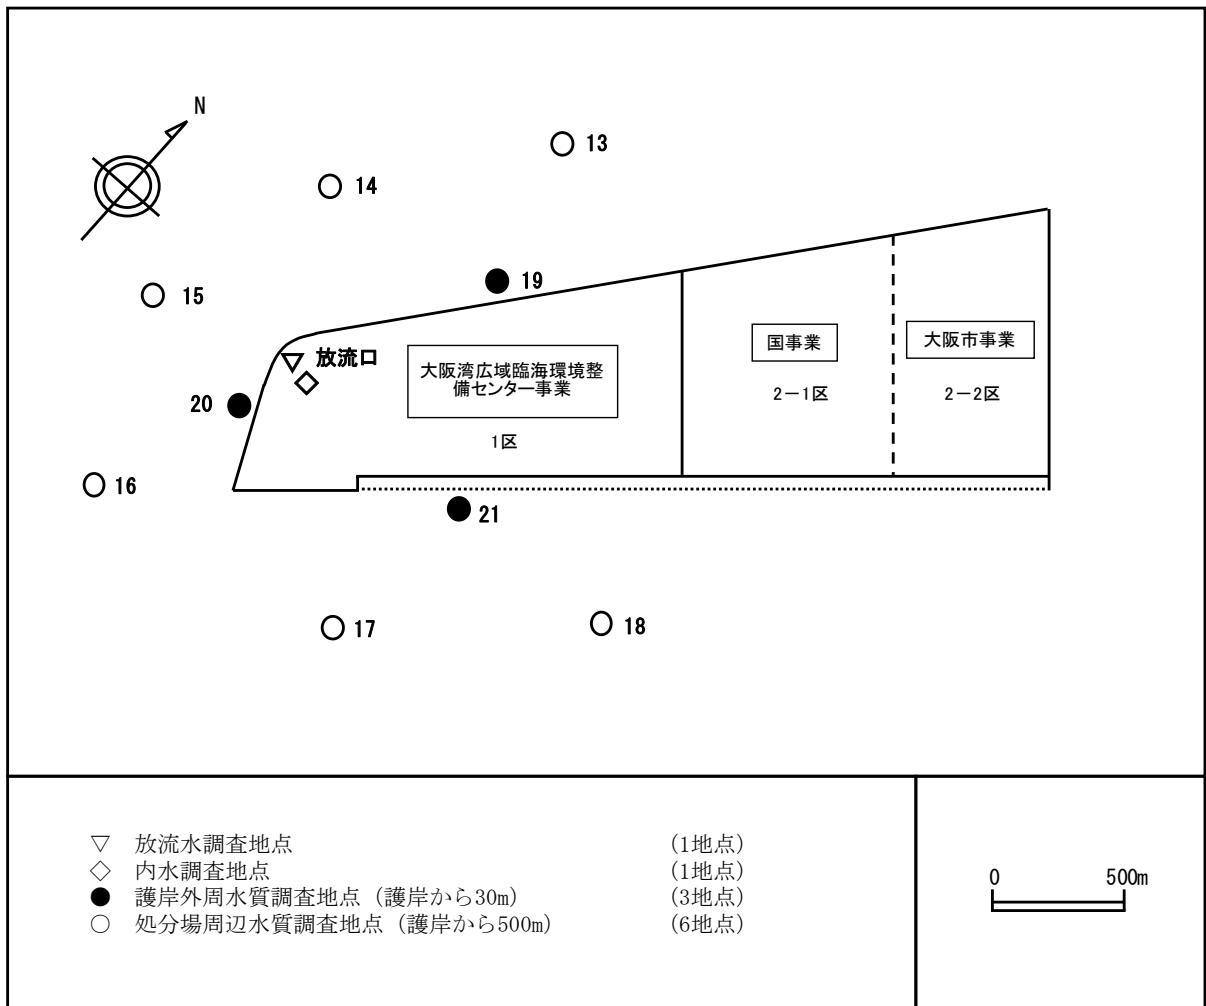 N
13
14
15
19
放流口
20
大阪湾広域臨海環境整
備センター事業
1区
国事業
2－1区
大阪市事業
2－2区
16
21
17
18
▽ 放流水調査地点 (1地点)
◇ 内水調査地点 (1地点)
● 護岸外周水質調査地点 (護岸から30m) (3地点)
○ 処分場周辺水質調査地点 (護岸から500m) (6地点)
0 500m